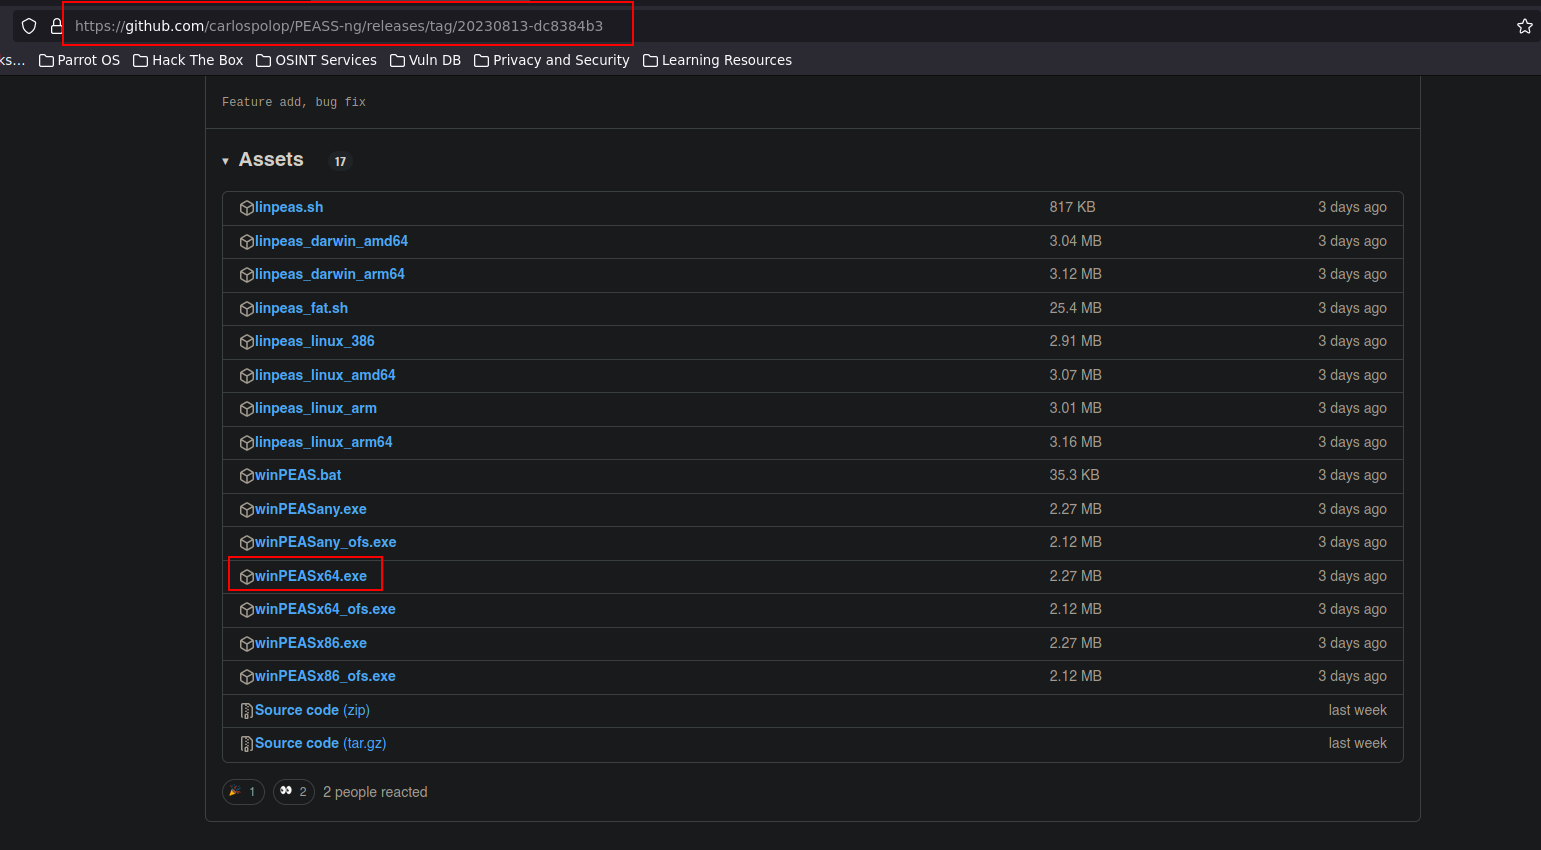 https://github.com/carlospolop/PEASS-ng/releases/tag/20230813-dc8384b3
ks... Parrot OS Hack The Box OSINT Services Vuln DB Privacy and Security Learning Resources
Feature add, bug fix
Assets 17
linpeas.sh 817 KB 3 days ago
linpeas_darwin_amd64 3.04 MB 3 days ago
linpeas_darwin_arm64 3.12 MB 3 days ago
linpeas_fat.sh 25.4 MB 3 days ago
linpeas_linux_386 2.91 MB 3 days ago
linpeas_linux_amd64 3.07 MB 3 days ago
linpeas_linux_arm 3.01 MB 3 days ago
linpeas_linux_arm64 3.16 MB 3 days ago
winPEAS.bat 35.3 KB 3 days ago
winPEASany.exe 2.27 MB 3 days ago
winPEASany_ofs.exe 2.12 MB 3 days ago
winPEASx64.exe 2.27 MB 3 days ago
winPEASx64_ofs.exe 2.12 MB 3 days ago
winPEASx86.exe 2.27 MB 3 days ago
winPEASx86_ofs.exe 2.12 MB 3 days ago
Source code (zip) last week
Source code (tar.gz) last week
1 2 2 people reacted